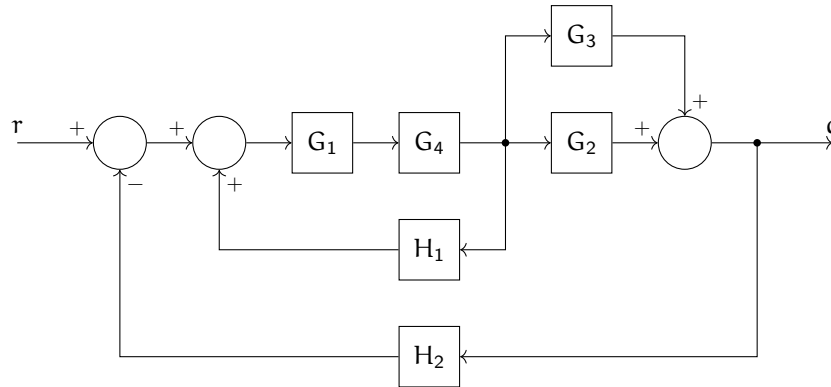 G₃
r
+
+
G₁
G₄
G₂
+
+
c
−
+
H₁
H₂